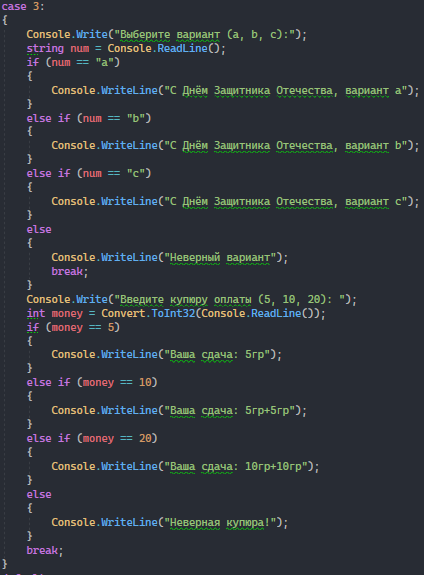 case 3:
{
Console.Write("Выберите вариант (a, b, c):");
string num = Console.ReadLine();
if (num == "a")
{
Console.WriteLine("С Днём Защитника Отечества, вариант a");
}
else if (num == "b")
{
Console.WriteLine("С Днём Защитника Отечества, вариант b");
}
else if (num == "c")
{
Console.WriteLine("С Днём Защитника Отечества, вариант c");
}
else
{
Console.WriteLine("Неверный вариант");
break;
}
Console.Write("Введите купюру оплаты (5, 10, 20): ");
int money = Convert.ToInt32(Console.ReadLine());
if (money == 5)
{
Console.WriteLine("Ваша сдача: 5гр");
}
else if (money == 10)
{
Console.WriteLine("Ваша сдача: 5гр+5гр");
}
else if (money == 20)
{
Console.WriteLine("Ваша сдача: 10гр+10гр");
}
else
{
Console.WriteLine("Неверная купюра!");
}
break;
}